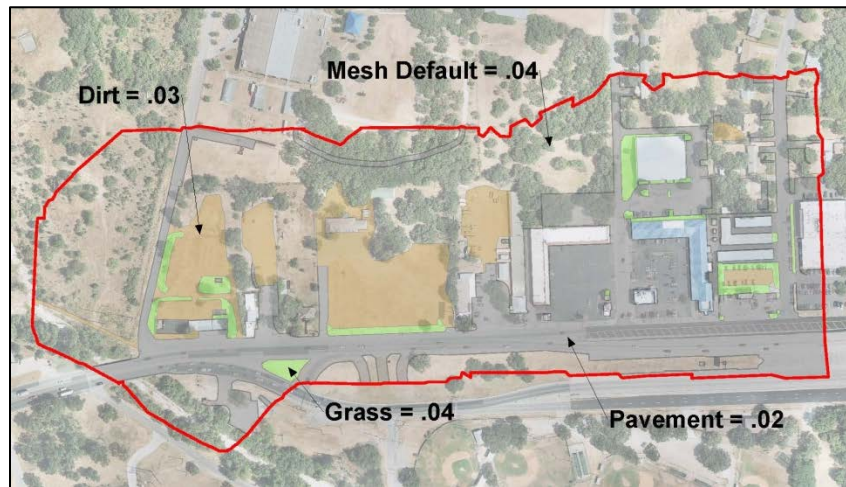 Mesh Default = .04
Dirt = .03
Grass = .04
Pavement = .02